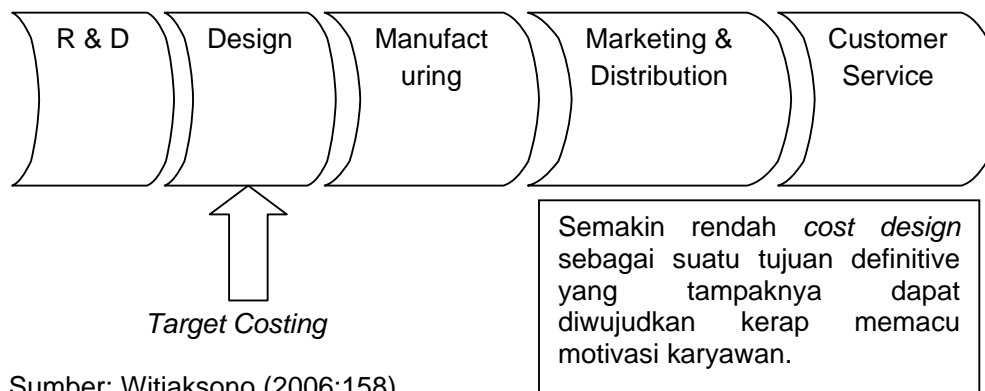 R & D
Design
Manufact
uring
Marketing &
Distribution
Customer
Service
Target Costing
Semakin rendah cost design
sebagai suatu tujuan definitive
yang tampaknya dapat
diwujudkan kerap memacu
motivasi karyawan.
Sumber: Witjaksono (2006:158)